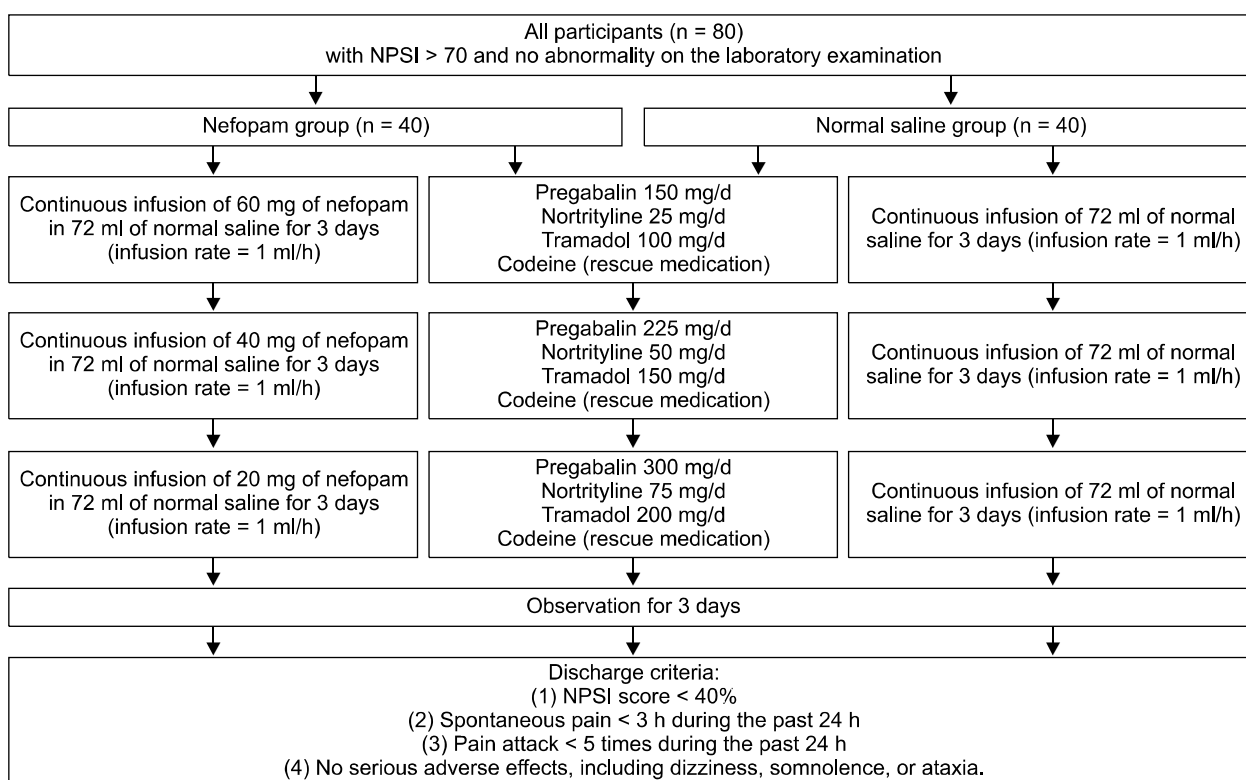 All participants (n = 80)
with NPSI > 70 and no abnormality on the laboratory examination
Nefopam group (n = 40)
Normal saline group (n = 40)
Continuous infusion of 60 mg of nefopam
in 72 ml of normal saline for 3 days
(infusion rate = 1 ml/h)
Pregabalin 150 mg/d
Nortrityline 25 mg/d
Tramadol 100 mg/d
Codeine (rescue medication)
Continuous infusion of 72 ml of normal
saline for 3 days (infusion rate = 1 ml/h)
Continuous infusion of 40 mg of nefopam
in 72 ml of normal saline for 3 days
(infusion rate = 1 ml/h)
Pregabalin 225 mg/d
Nortrityline 50 mg/d
Tramadol 150 mg/d
Codeine (rescue medication)
Continuous infusion of 72 ml of normal
saline for 3 days (infusion rate = 1 ml/h)
Continuous infusion of 20 mg of nefopam
in 72 ml of normal saline for 3 days
(infusion rate = 1 ml/h)
Pregabalin 300 mg/d
Nortrityline 75 mg/d
Tramadol 200 mg/d
Codeine (rescue medication)
Continuous infusion of 72 ml of normal
saline for 3 days (infusion rate = 1 ml/h)
Observation for 3 days
Discharge criteria:
(1) NPSI score < 40%
(2) Spontaneous pain < 3 h during the past 24 h
(3) Pain attack < 5 times during the past 24 h
(4) No serious adverse effects, including dizziness, somnolence, or ataxia.